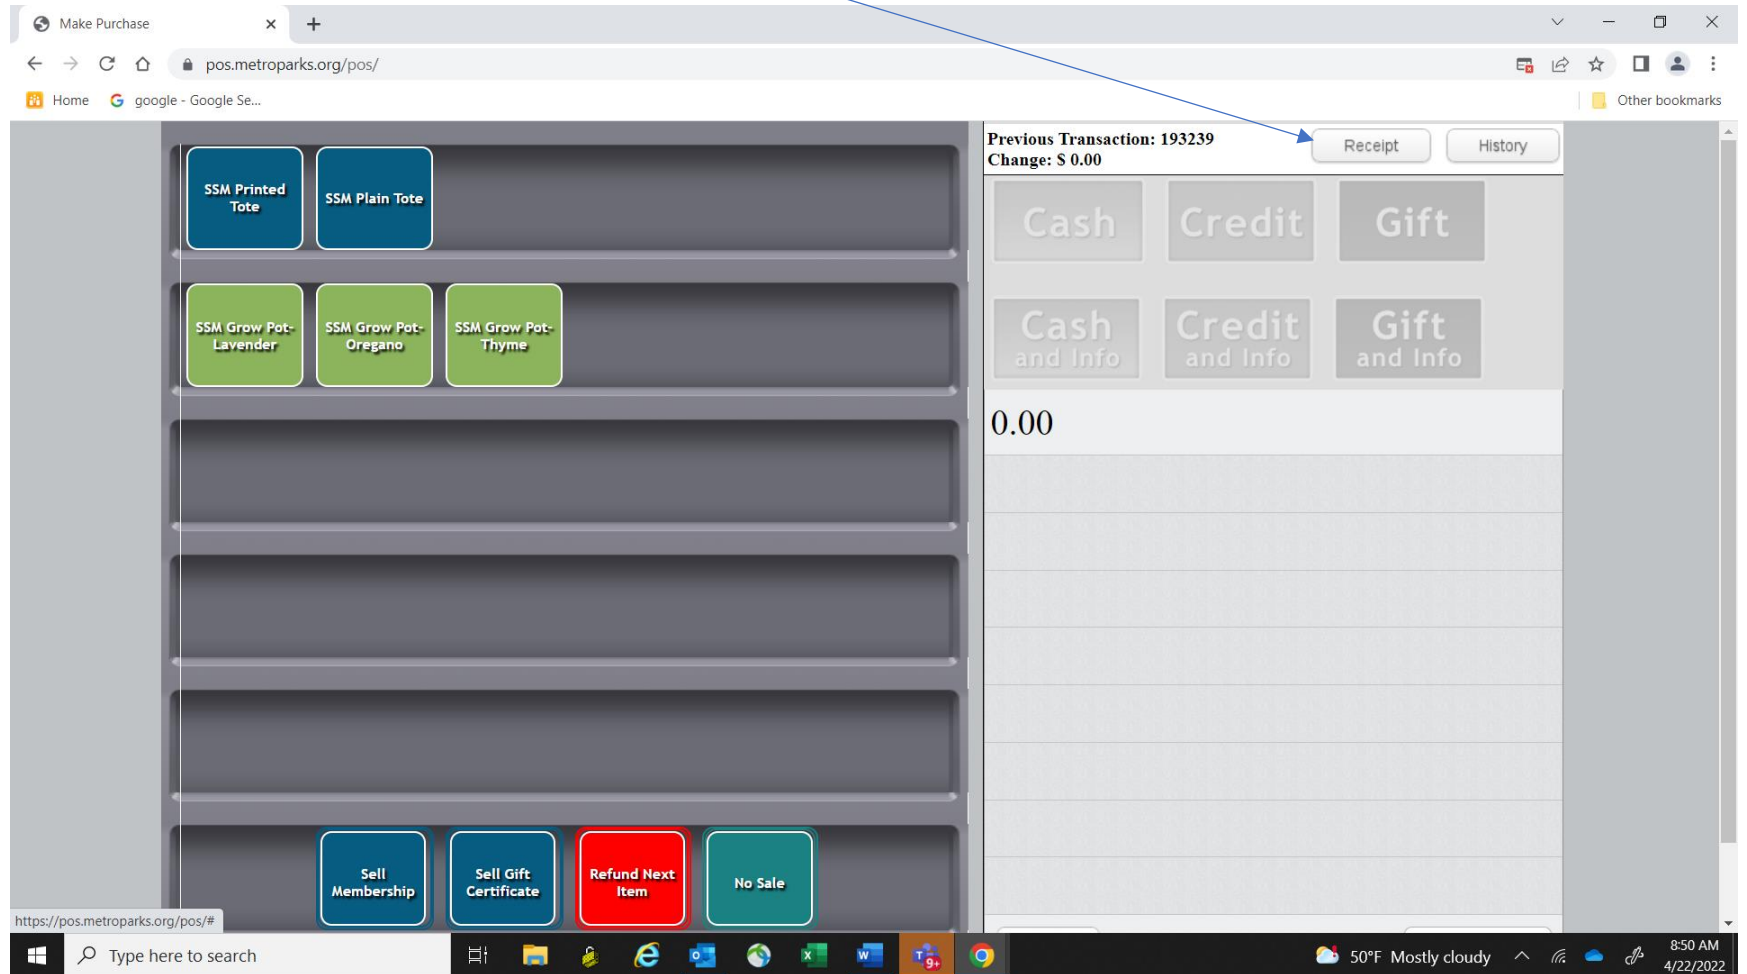 Make Purchase
pos.metroparks.org/pos/
Home
google - Google Se...
Other bookmarks
SSM Printed
Tote
SSM Plain Tote
SSM Grow Pot-
Lavender
SSM Grow Pot-
Oregano
SSM Grow Pot-
Thyme
Sell
Membership
Sell Gift
Certificate
Refund Next
Item
No Sale
Previous Transaction: 193239
Change: $ 0.00
Receipt
History
Cash
Credit
Gift
Cash
and Info
Credit
and Info
Gift
and Info
0.00
https://pos.metroparks.org/pos/#
Type here to search
9+
50°F Mostly cloudy
8:50 AM
4/22/2022